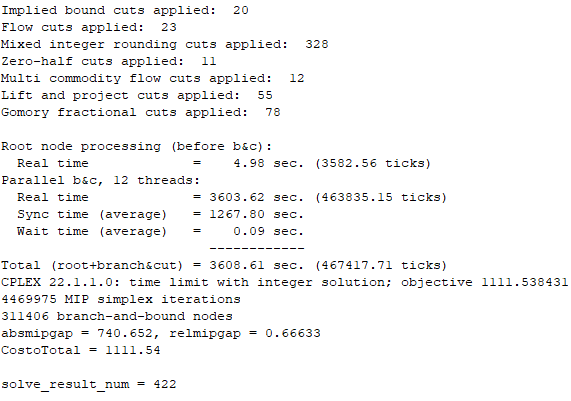 Implied bound cuts applied:  20
Flow cuts applied:  23
Mixed integer rounding cuts applied:  328
Zero-half cuts applied:  11
Multi commodity flow cuts applied:  12
Lift and project cuts applied:  55
Gomory fractional cuts applied:  78

Root node processing (before b&c):
  Real time             =    4.98 sec. (3582.56 ticks)
Parallel b&c, 12 threads:
  Real time             = 3603.62 sec. (463835.15 ticks)
  Sync time (average)   = 1267.80 sec.
  Wait time (average)   =    0.09 sec.
                          ------------
Total (root+branch&cut) = 3608.61 sec. (467417.71 ticks)
CPLEX 22.1.1.0: time limit with integer solution; objective 1111.538431
4469975 MIP simplex iterations
311406 branch-and-bound nodes
absmipgap = 740.652, relmipgap = 0.66633
CostoTotal = 1111.54

solve_result_num = 422